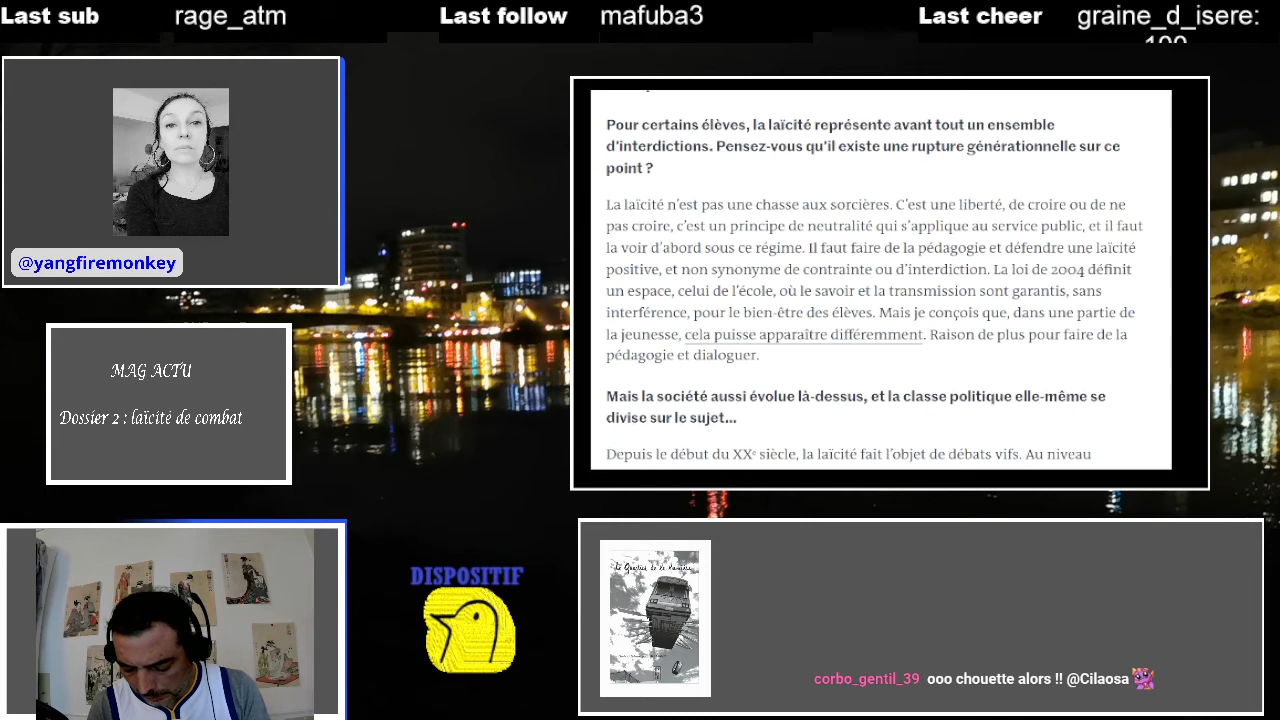 Last sub
rage_atm
Last follow
mafuba3
Last cheer
graine_d_isere:
100
@yangfiremonkey
Pour certains élèves, la laïcité représente avant tout un ensemble
d'interdictions. Pensez-vous qu'il existe une rupture générationnelle sur ce
point ?
La laïcité n'est pas une chasse aux sorcières. C'est une liberté, de croire ou de ne
pas croire, c'est un principe de neutralité qui s'applique au service public, et il faut
la voir d'abord sous ce régime. Il faut faire de la pédagogie et défendre une laïcité
positive, et non synonyme de contrainte ou d'interdiction. La loi de 2004 définit
un espace, celui de l'école, où le savoir et la transmission sont garantis, sans
interférence, pour le bien-être des élèves. Mais je conçois que, dans une partie de
la jeunesse, cela puisse apparaître différemment. Raison de plus pour faire de la
pédagogie et dialoguer.
Mais la société aussi évolue là-dessus, et la classe politique elle-même se
divise sur le sujet...
Depuis le début du XXᵉ siècle, la laïcité fait l'objet de débats vifs. Au niveau
MAG ACTU
Dossier 2 : laïcité de combat
DISPOSITIF
corbo_gentil_39 ooo chouette alors !! @Cilaosa